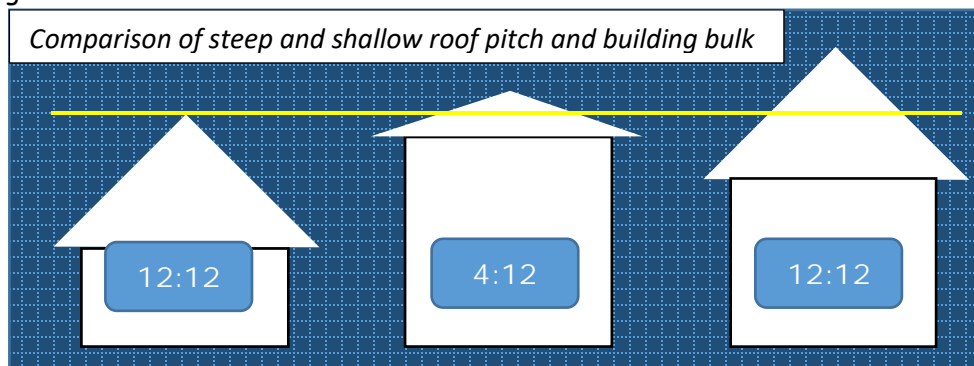 Comparison of steep and shallow roof pitch and building bulk
12:12
4:12
12:12